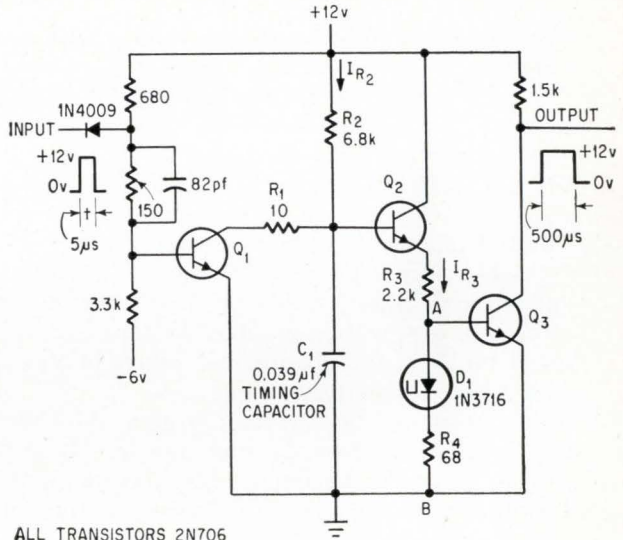 +12v
I R2
680
1.5k
1N4009
INPUT
R2
6.8k
OUTPUT
+12v
0v
82pf
150
t
5μs
R1
10
Q1
Q2
+12v
0v
500μs
R3
2.2k
I R3
A
Q3
3.3k
-6v
C1
0.039μf
TIMING
CAPACITOR
D1
1N3716
R4
68
B
ALL TRANSISTORS 2N706